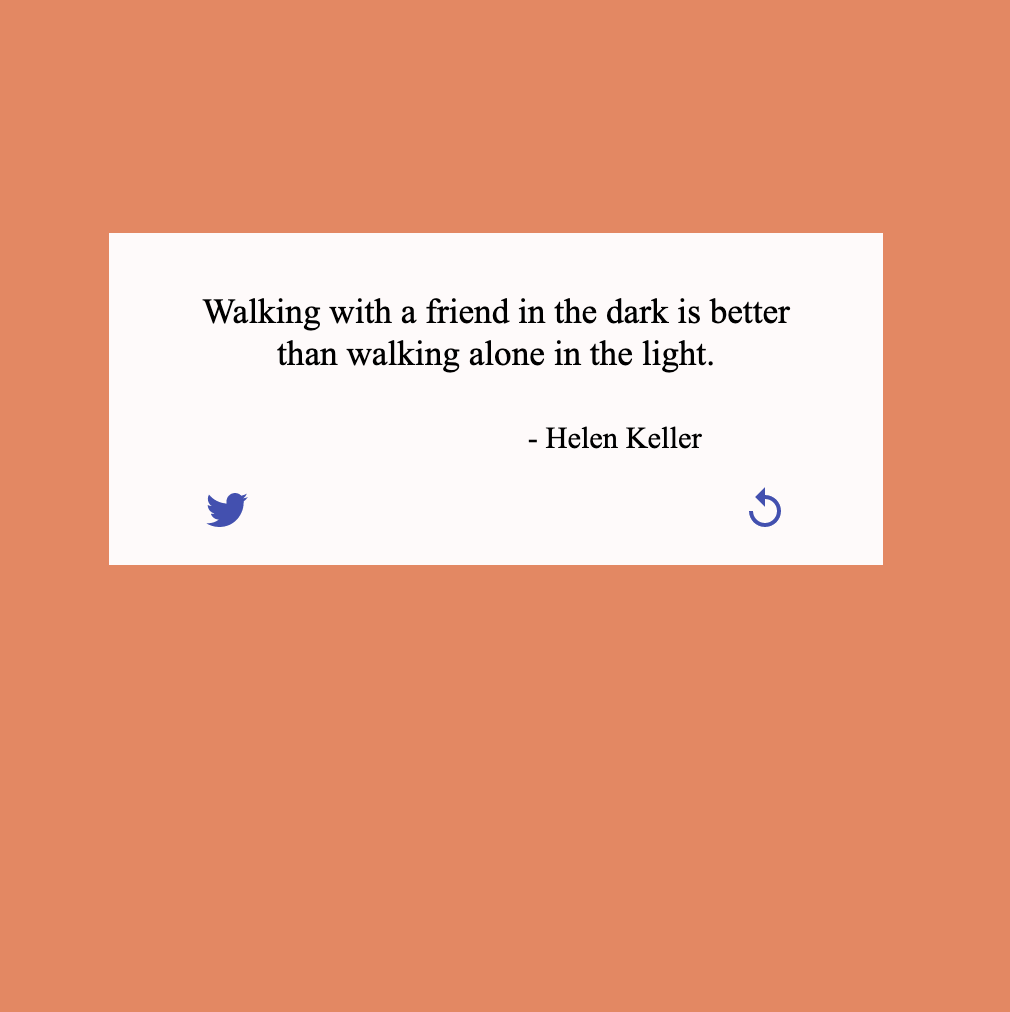 Walking with a friend in the dark is better
than walking alone in the light.
- Helen Keller